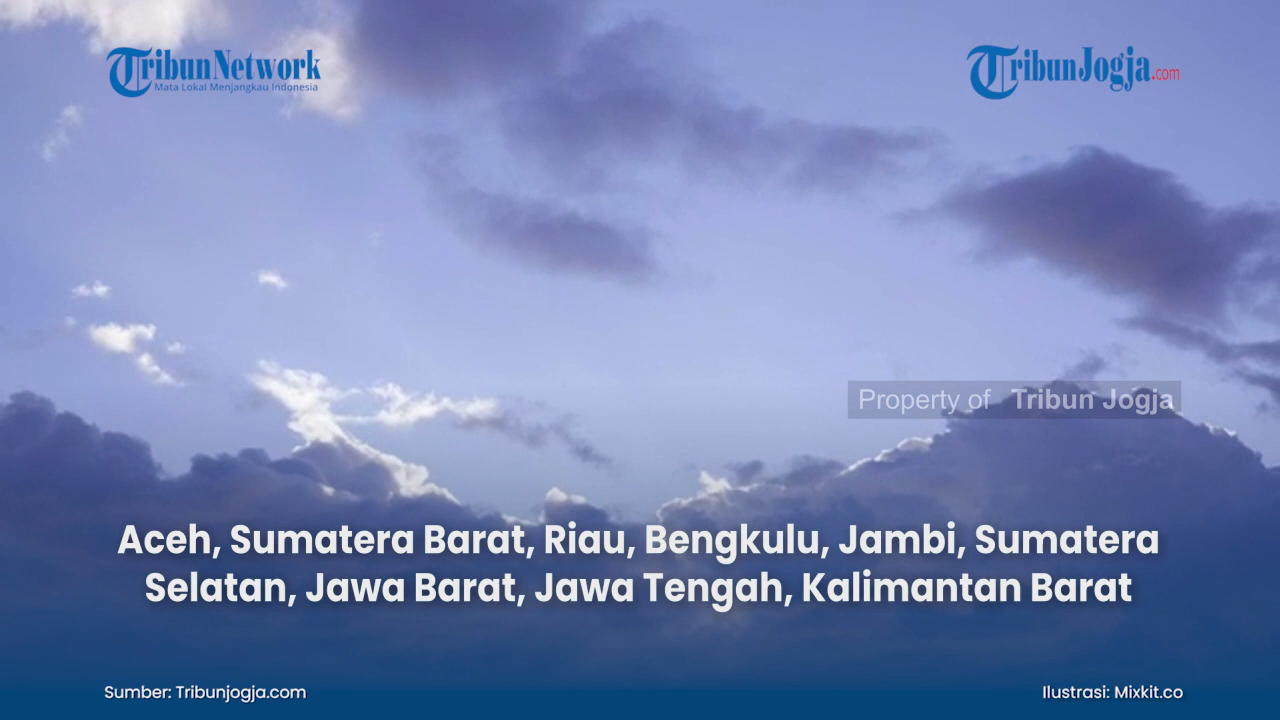 TribunNetwork
Mata Lokal Menjangkau Indonesia
TribunJogja.com
Property of Tribun Jogja
Aceh, Sumatera Barat, Riau, Bengkulu, Jambi, Sumatera
Selatan, Jawa Barat, Jawa Tengah, Kalimantan Barat
Sumber: Tribunjogja.com
Ilustrasi: Mixkit.co